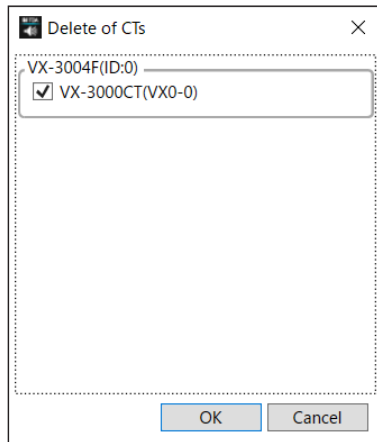 Delete of CTs
VX-3004F(ID:0)
VX-3000CT(VX0-0)
OK
Cancel